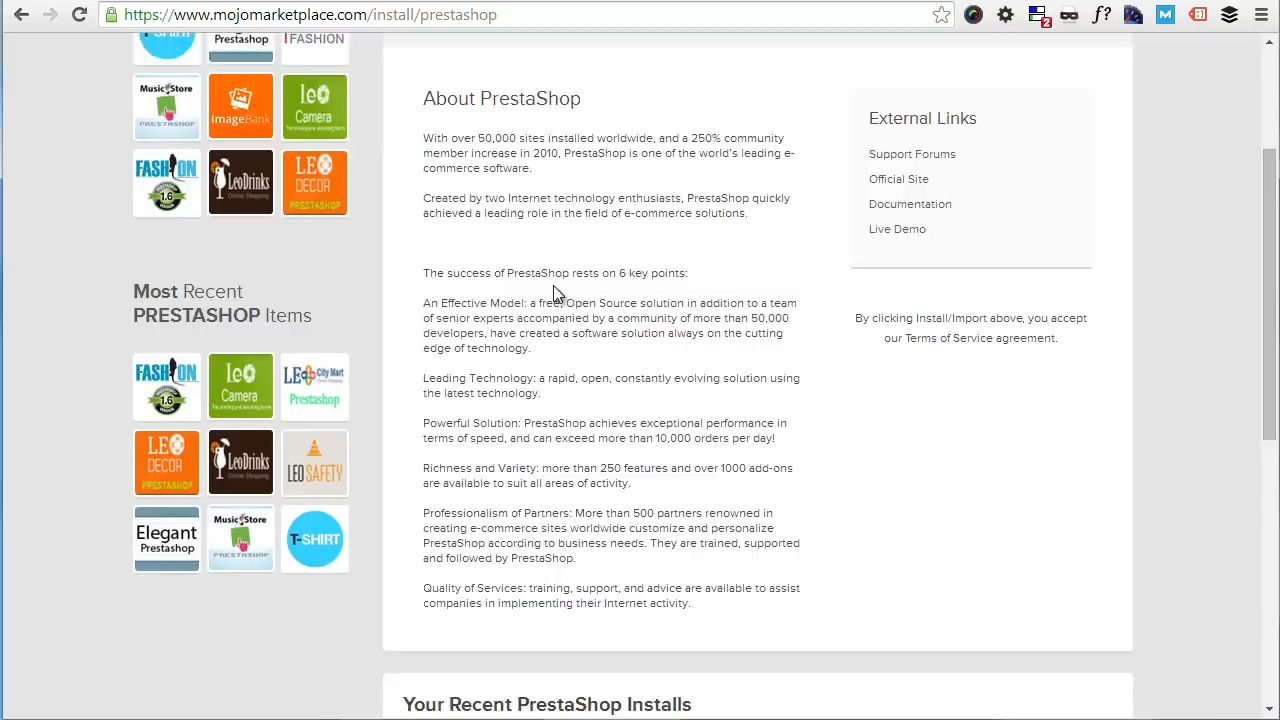 https://www.mojomarketplace.com/install/prestashop
2
T-SHIRT
Prestashop
FASHION
Music Store
PRESTASHOP
ImageBank
leo
Camera
FASHION
1.6
LeoDrinks
Online Shopping
LEO
DECOR
PRESTASHOP
Most Recent
PRESTASHOP Items
FASHION
1.6
leo
Camera
LEO City Mart
Prestashop
LEO
DECOR
PRESTASHOP
LeoDrinks
Online Shopping
LEO SAFETY
Elegant
Prestashop
Music Store
PRESTASHOP
T-SHIRT
About PrestaShop
With over 50,000 sites installed worldwide, and a 250% community
member increase in 2010, PrestaShop is one of the world's leading e-
commerce software.
Created by two Internet technology enthusiasts, PrestaShop quickly
achieved a leading role in the field of e-commerce solutions.
The success of PrestaShop rests on 6 key points:
An Effective Model: a free, Open Source solution in addition to a team
of senior experts accompanied by a community of more than 50,000
developers, have created a software solution always on the cutting
edge of technology.
Leading Technology: a rapid, open, constantly evolving solution using
the latest technology.
Powerful Solution: PrestaShop achieves exceptional performance in
terms of speed, and can exceed more than 10,000 orders per day!
Richness and Variety: more than 250 features and over 1000 add-ons
are available to suit all areas of activity.
Professionalism of Partners: More than 500 partners renowned in
creating e-commerce sites worldwide customize and personalize
PrestaShop according to business needs. They are trained, supported
and followed by PrestaShop.
Quality of Services: training, support, and advice are available to assist
companies in implementing their Internet activity.
External Links
Support Forums
Official Site
Documentation
Live Demo
By clicking Install/Import above, you accept
our Terms of Service agreement.
Your Recent PrestaShop Installs